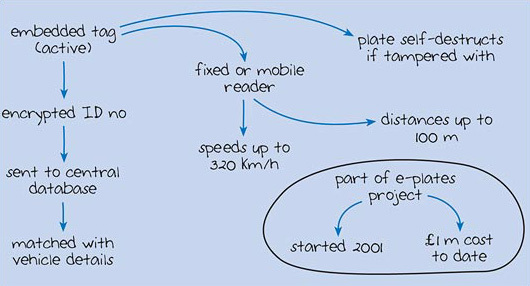 embedded tag
(active)
plate self-destructs
if tampered with
fixed or mobile
reader
encrypted ID no
distances up to
100 m
speeds up to
320 Km/h
sent to central
database
part of e-plates
project
matched with
vehicle details
started 2001
£1m cost
to date